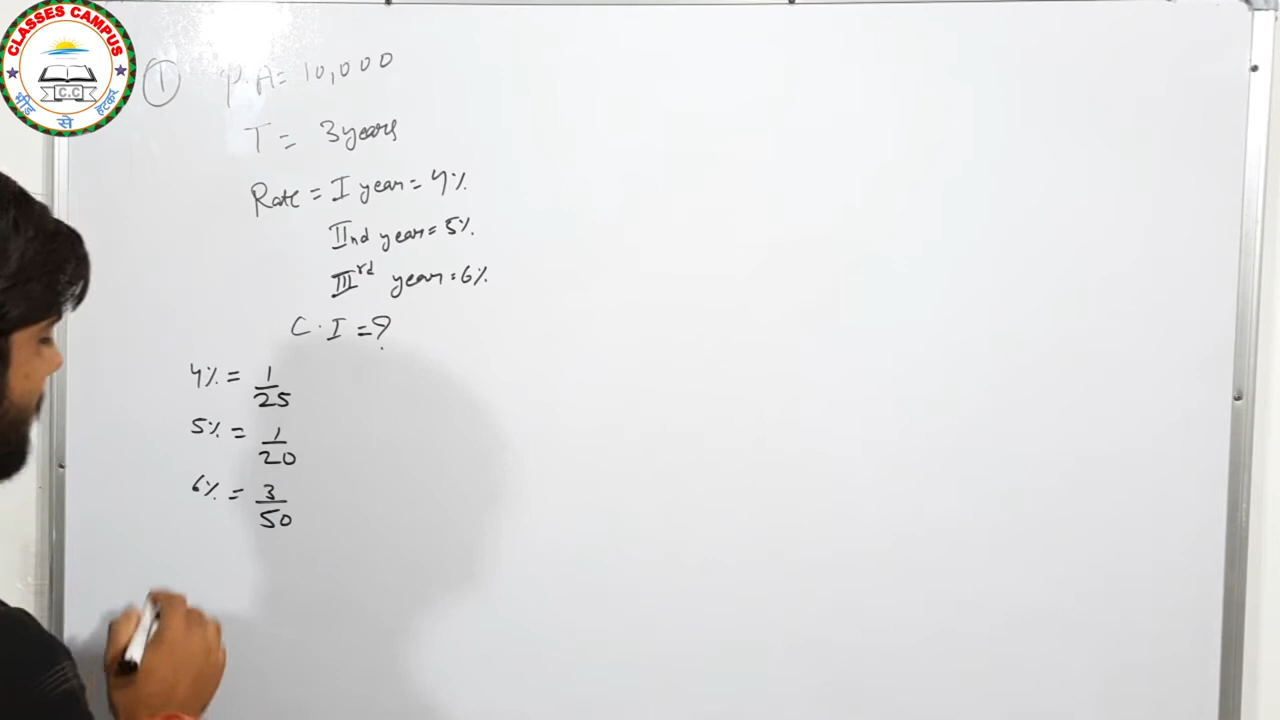 CLASSES CAMPUS
C.C
भीड़ से हटकर
① P.A = 10,000
T = 3 years
Rate = I year = 4%
IInd year = 5%
IIIrd year = 6%
C.I = ?
4% = 1/25
5% = 1/20
6% = 3/50